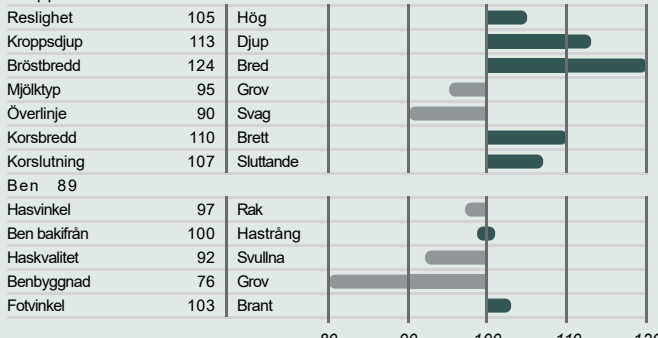 Reslighet 105 Hög
Kroppsdjup 113 Djup
Bröstbredd 124 Bred
Mjölktyp 95 Grov
Överlinje 90 Svag
Korsbredd 110 Brett
Korslutning 107 Sluttande
Ben 89
Hasvinkel 97 Rak
Ben bakifrån 100 Hastrång
Haskvalitet 92 Svullna
Benbyggnad 76 Grov
Fotvinkel 103 Brant
80 90 100 110 120